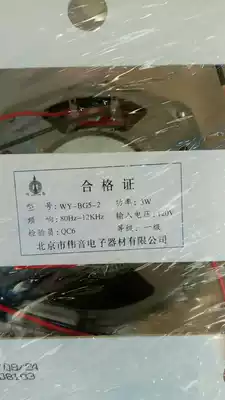 合格证
型 号: WY-BG5-2 功率: 3W
频 响: 80Hz-12KHz 输入电压: 120V
检验员: QC6 等级: 一级
北京市伟音电子器材有限公司
08/24